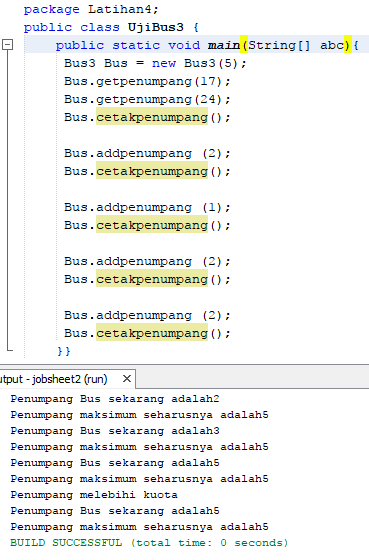 package Latihan4;
public class UjiBus3 {
public static void main(String[] abc){
Bus3 Bus = new Bus3(5);
Bus.getpenumpang(17);
Bus.getpenumpang(24);
Bus.cetakpenumpang();
Bus.addpenumpang (2);
Bus.cetakpenumpang();
Bus.addpenumpang (1);
Bus.cetakpenumpang();
Bus.addpenumpang (2);
Bus.cetakpenumpang();
Bus.addpenumpang (2);
Bus.cetakpenumpang();
}}
utput - jobsheet2 (run) ×
Penumpang Bus sekarang adalah2
Penumpang maksimum seharusnya adalah5
Penumpang Bus sekarang adalah3
Penumpang maksimum seharusnya adalah5
Penumpang Bus sekarang adalah5
Penumpang maksimum seharusnya adalah5
Penumpang melebihi kuota
Penumpang Bus sekarang adalah5
Penumpang maksimum seharusnya adalah5
BUILD SUCCESSFUL (total time: 0 seconds)